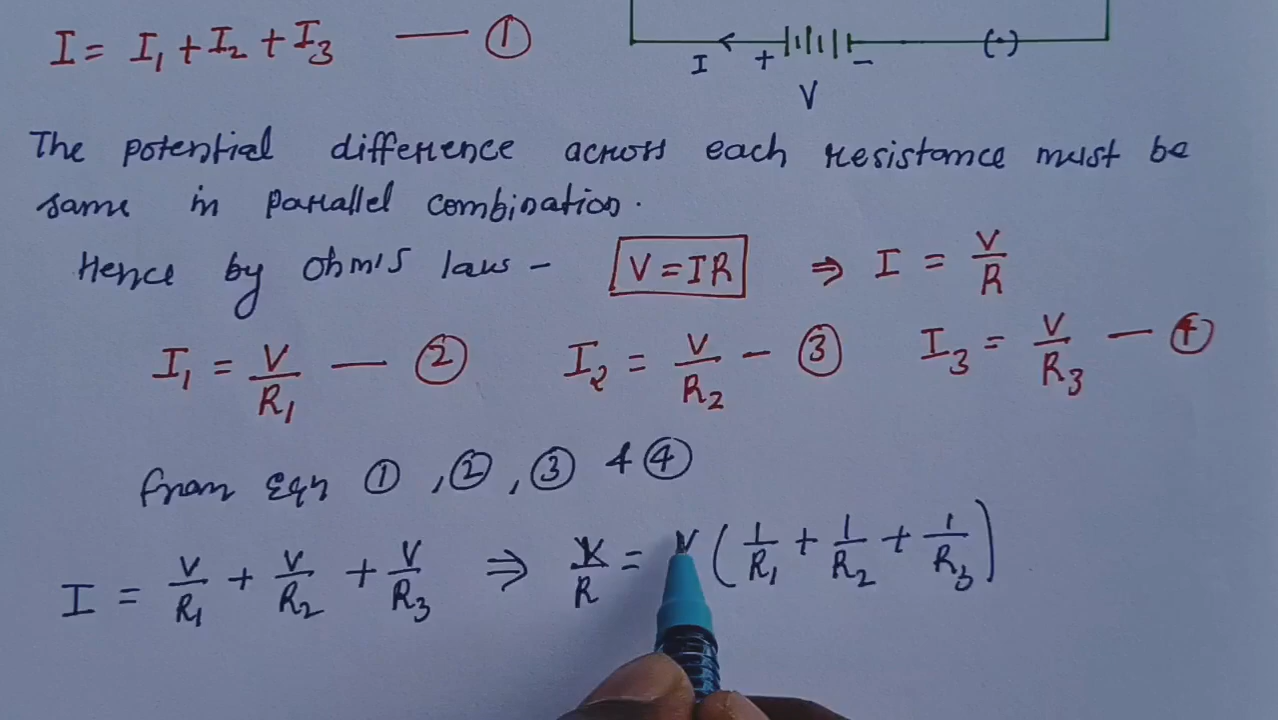 I = I₁ + I₂ + I₃ — ①
I + −
V
The potential difference across each resistance must be
same in parallel combination.
Hence by Ohm's law - V = IR ⇒ I = V/R
I₁ = V/R₁ — ② I₂ = V/R₂ — ③ I₃ = V/R₃ — ④
from Eqn ① , ② , ③ & ④
I = V/R₁ + V/R₂ + V/R₃ ⇒ V/R = V (1/R₁ + 1/R₂ + 1/R₃)